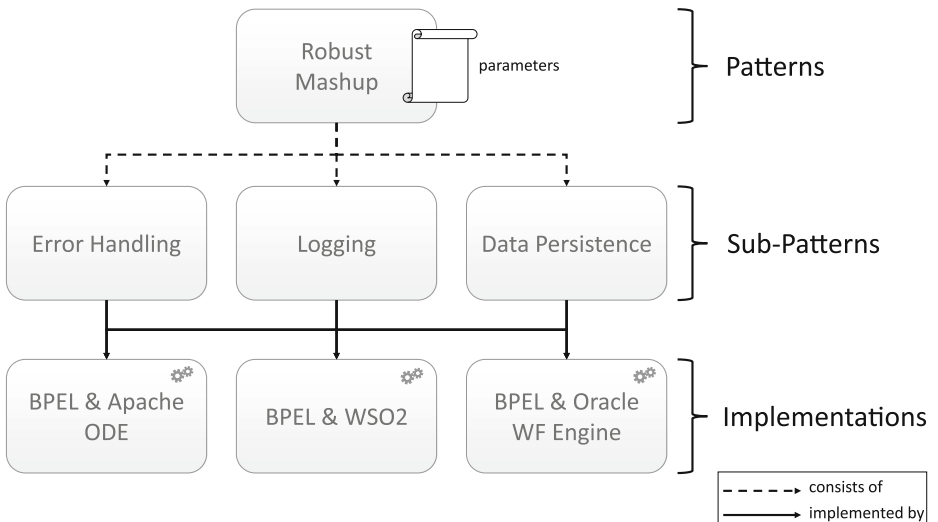 Robust
Mashup
parameters
Patterns
Error Handling
Logging
Data Persistence
Sub-Patterns
BPEL & Apache
ODE
BPEL & WSO2
BPEL & Oracle
WF Engine
Implementations
consists of
implemented by